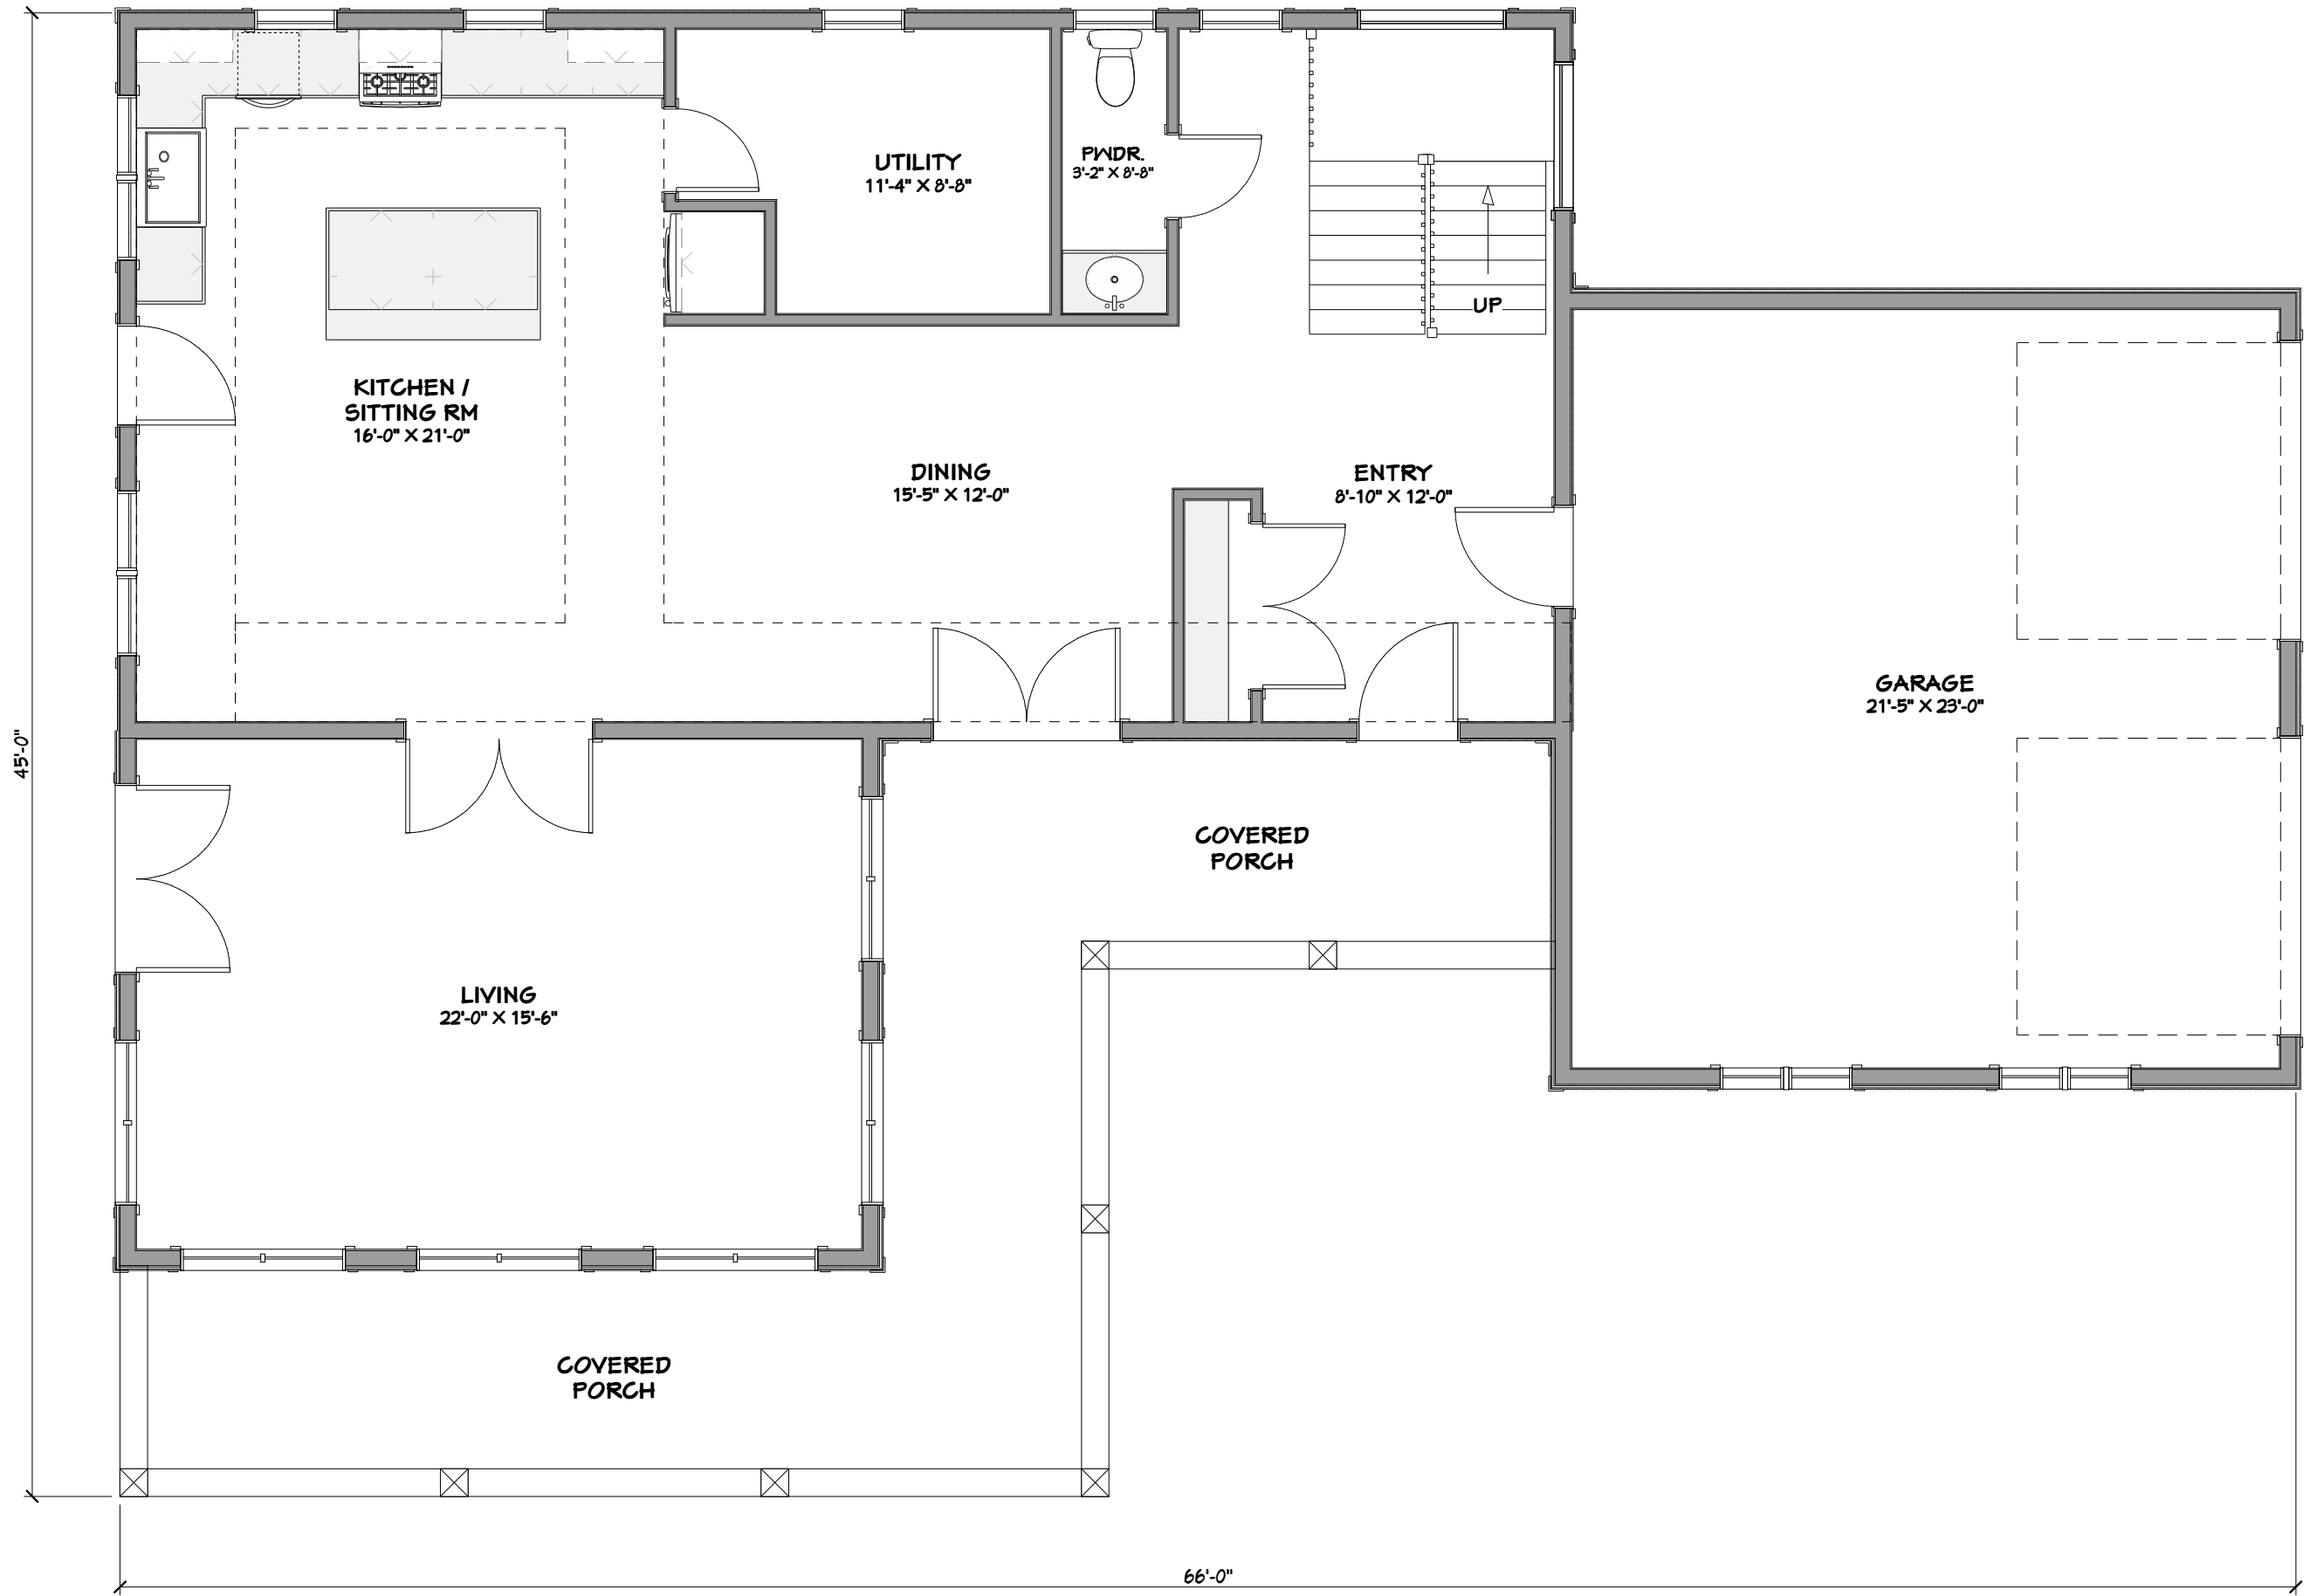 UTILITY
11'-4" X 8'-8"
PWDR.
3'-2" X 8'-8"
UP
KITCHEN /
SITTING RM
16'-0" X 21'-0"
DINING
15'-5" X 12'-0"
ENTRY
8'-10" X 12'-0"
GARAGE
21'-5" X 23'-0"
45'-0"
COVERED
PORCH
LIVING
22'-0" X 15'-6"
COVERED
PORCH
66'-0"